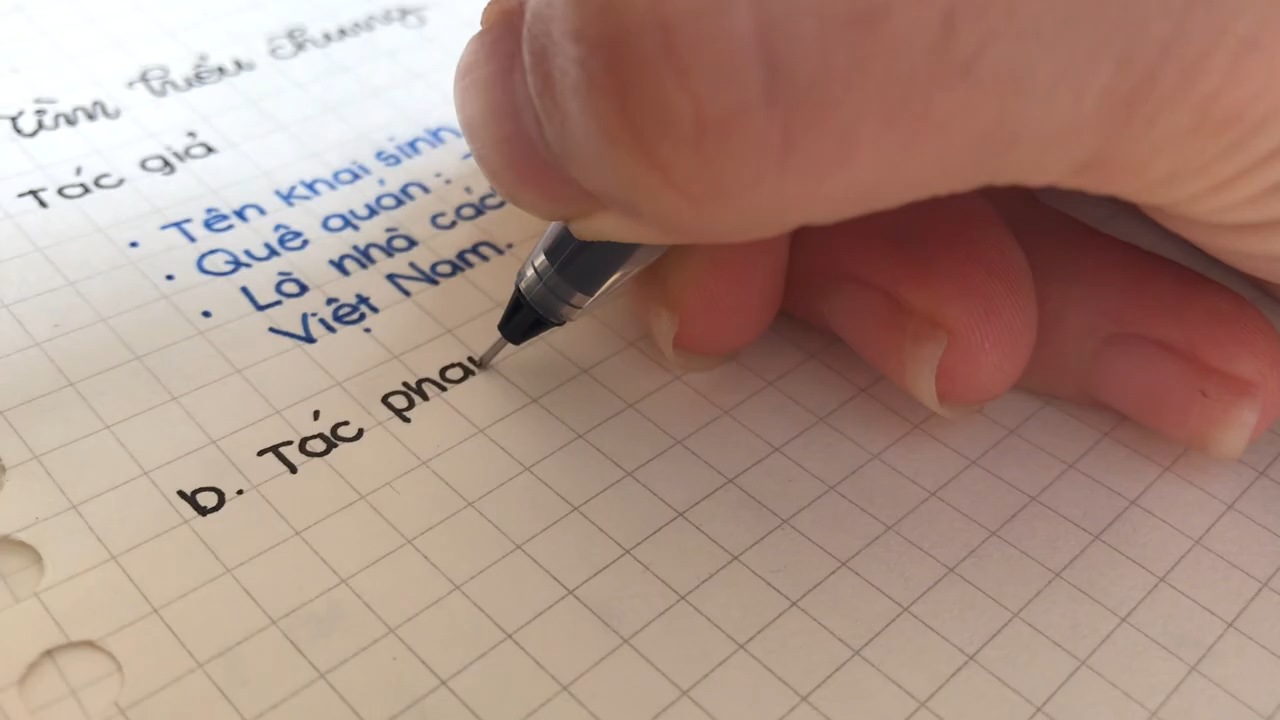 Tìm hiểu chung
Tác giả
• Tên khai sinh
• Quê quán : -
• Là nhà các
Việt Nam.
b. Tác pha